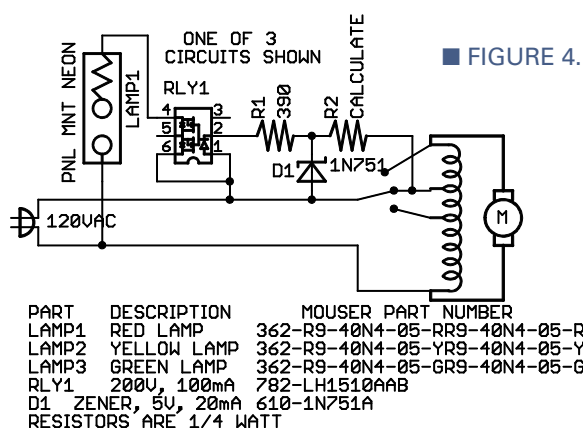 ONE OF 3
CIRCUITS SHOWN
■ FIGURE 4.
PNL MNT NEON
LAMP1
RLY1
4
3
5
2
6
1
R1
390
R2
CALCULATE
D1
1N751
120VAC
M
PART DESCRIPTION MOUSER PART NUMBER
LAMP1 RED LAMP 362-R9-40N4-05-RR9-40N4-05-R
LAMP2 YELLOW LAMP 362-R9-40N4-05-YR9-40N4-05-Y
LAMP3 GREEN LAMP 362-R9-40N4-05-GR9-40N4-05-G
RLY1 200V, 100mA 782-LH1510AAB
D1 ZENER, 5V, 20mA 610-1N751A
RESISTORS ARE 1/4 WATT